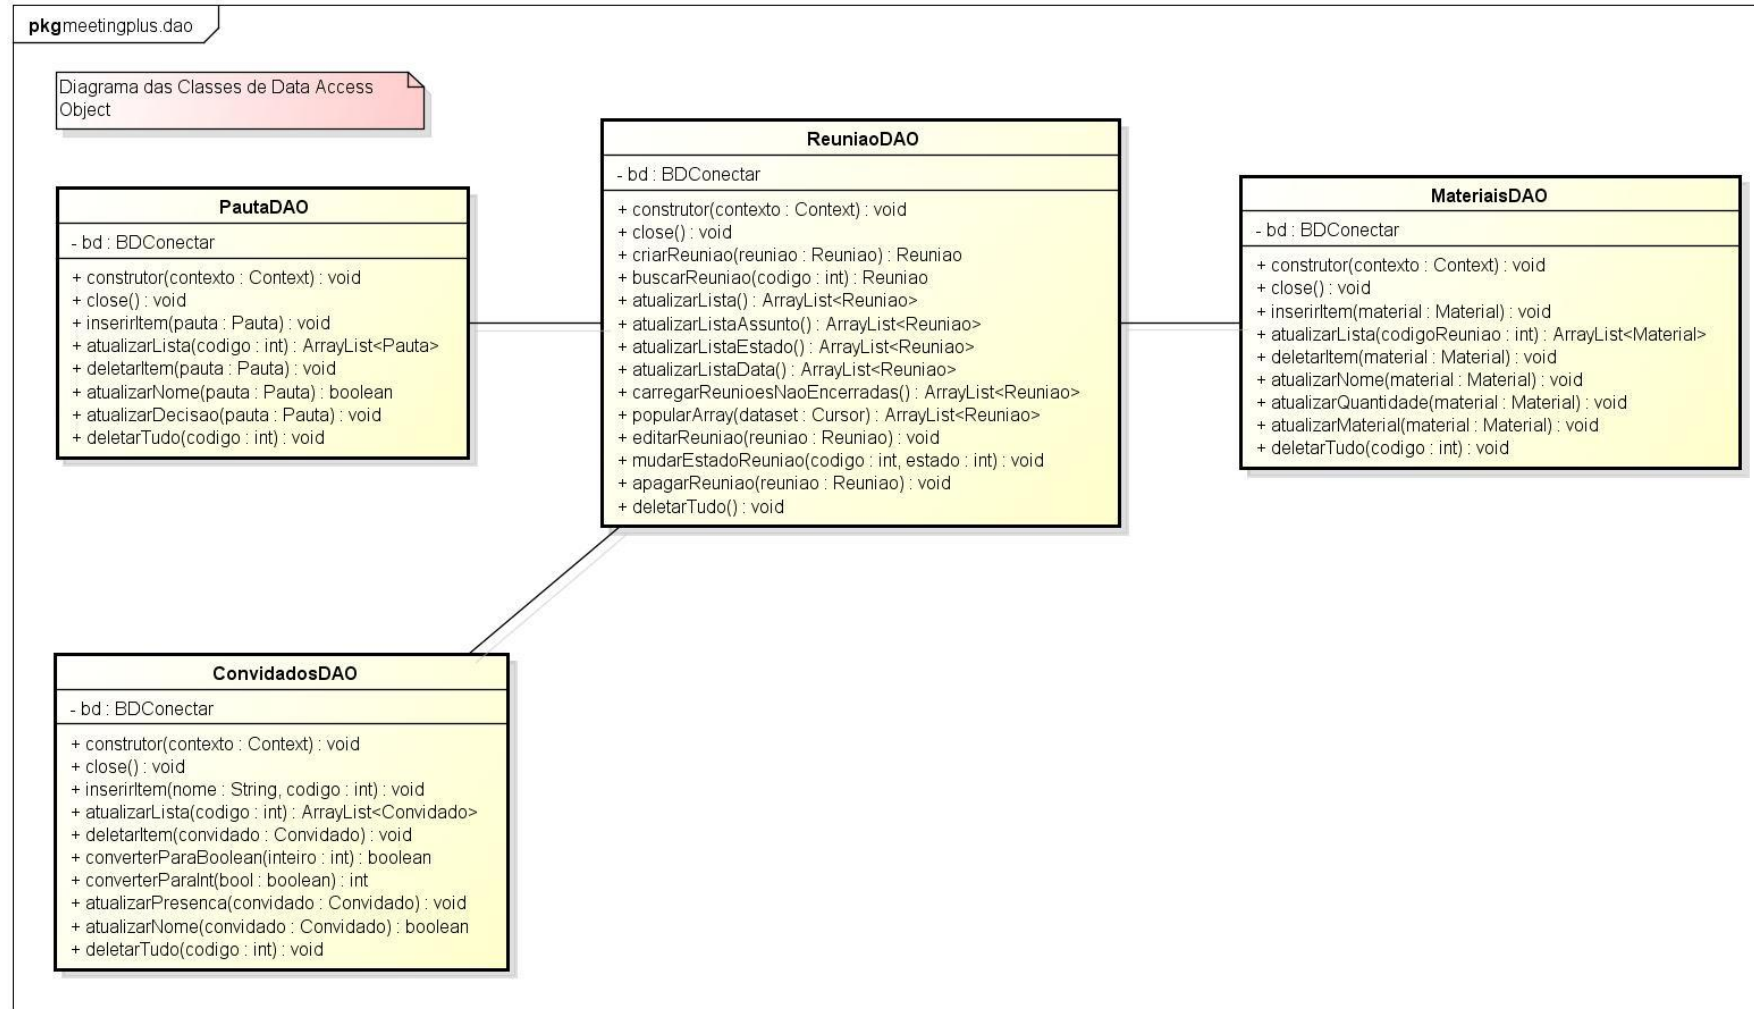 pkg meetingplus.dao
Diagrama das Classes de Data Access
Object
PautaDAO
- bd : BDConectar
+ construtor(contexto : Context) : void
+ close() : void
+ inserirItem(pauta : Pauta) : void
+ atualizarLista(codigo : int) : ArrayList<Pauta>
+ deletarItem(pauta : Pauta) : void
+ atualizarNome(pauta : Pauta) : boolean
+ atualizarDecisao(pauta : Pauta) : void
+ deletarTudo(codigo : int) : void
ReuniaoDAO
- bd : BDConectar
+ construtor(contexto : Context) : void
+ close() : void
+ criarReuniao(reuniao : Reuniao) : Reuniao
+ buscarReuniao(codigo : int) : Reuniao
+ atualizarLista() : ArrayList<Reuniao>
+ atualizarListaAssunto() : ArrayList<Reuniao>
+ atualizarListaEstado() : ArrayList<Reuniao>
+ atualizarListaData() : ArrayList<Reuniao>
+ carregarReunioesNaoEncerradas() : ArrayList<Reuniao>
+ popularArray(dataset : Cursor) : ArrayList<Reuniao>
+ editarReuniao(reuniao : Reuniao) : void
+ mudarEstadoReuniao(codigo : int, estado : int) : void
+ apagarReuniao(reuniao : Reuniao) : void
+ deletarTudo() : void
MateriaisDAO
- bd : BDConectar
+ construtor(contexto : Context) : void
+ close() : void
+ inserirItem(material : Material) : void
+ atualizarLista(codigoReuniao : int) : ArrayList<Material>
+ deletarItem(material : Material) : void
+ atualizarNome(material : Material) : void
+ atualizarQuantidade(material : Material) : void
+ atualizarMaterial(material : Material) : void
+ deletarTudo(codigo : int) : void
ConvidadosDAO
- bd : BDConectar
+ construtor(contexto : Context) : void
+ close() : void
+ inserirItem(nome : String, codigo : int) : void
+ atualizarLista(codigo : int) : ArrayList<Convidado>
+ deletarItem(convidado : Convidado) : void
+ converterParaBoolean(inteiro : int) : boolean
+ converterParaInt(bool : boolean) : int
+ atualizarPresenca(convidado : Convidado) : void
+ atualizarNome(convidado : Convidado) : boolean
+ deletarTudo(codigo : int) : void